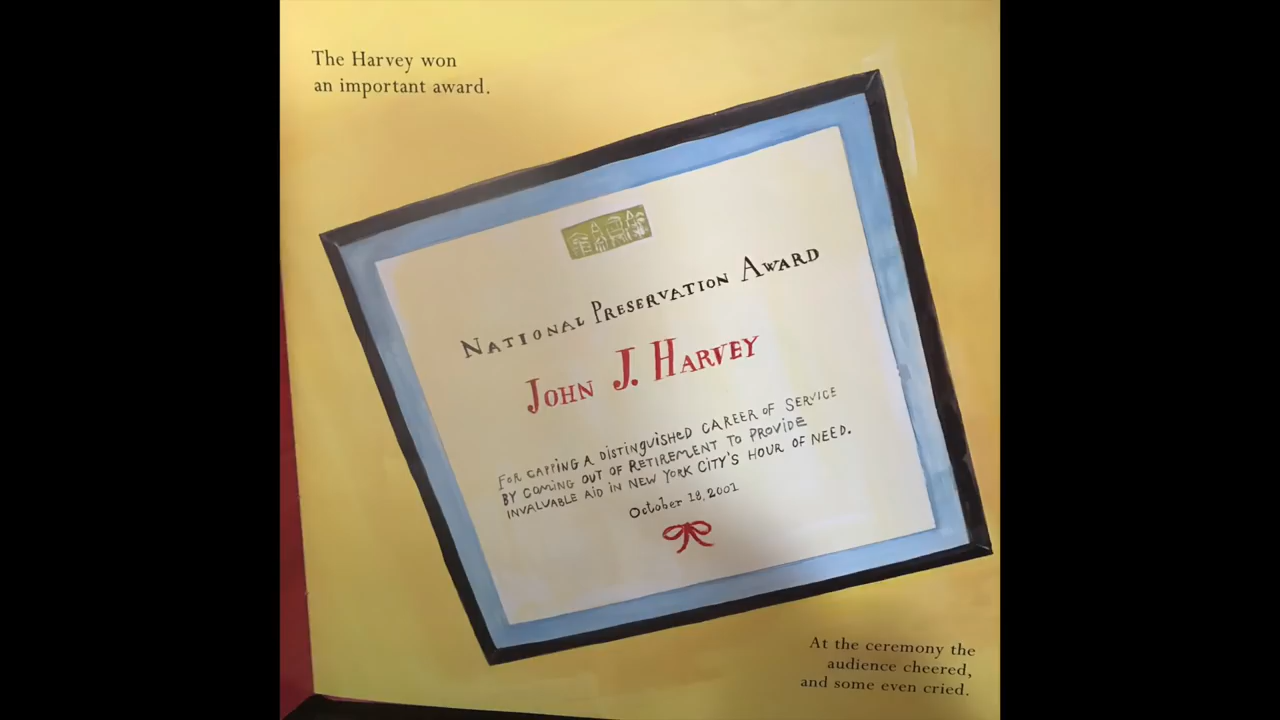 The Harvey won
an important award.
NATIONAL PRESERVATION AWARD
JOHN J. HARVEY
FOR CAPPING A DISTINGUISHED CAREER OF SERVICE
BY COMING OUT OF RETIREMENT TO PROVIDE
INVALUABLE AID IN NEW YORK CITY'S HOUR OF NEED.
October 18, 2001
At the ceremony the
audience cheered,
and some even cried.